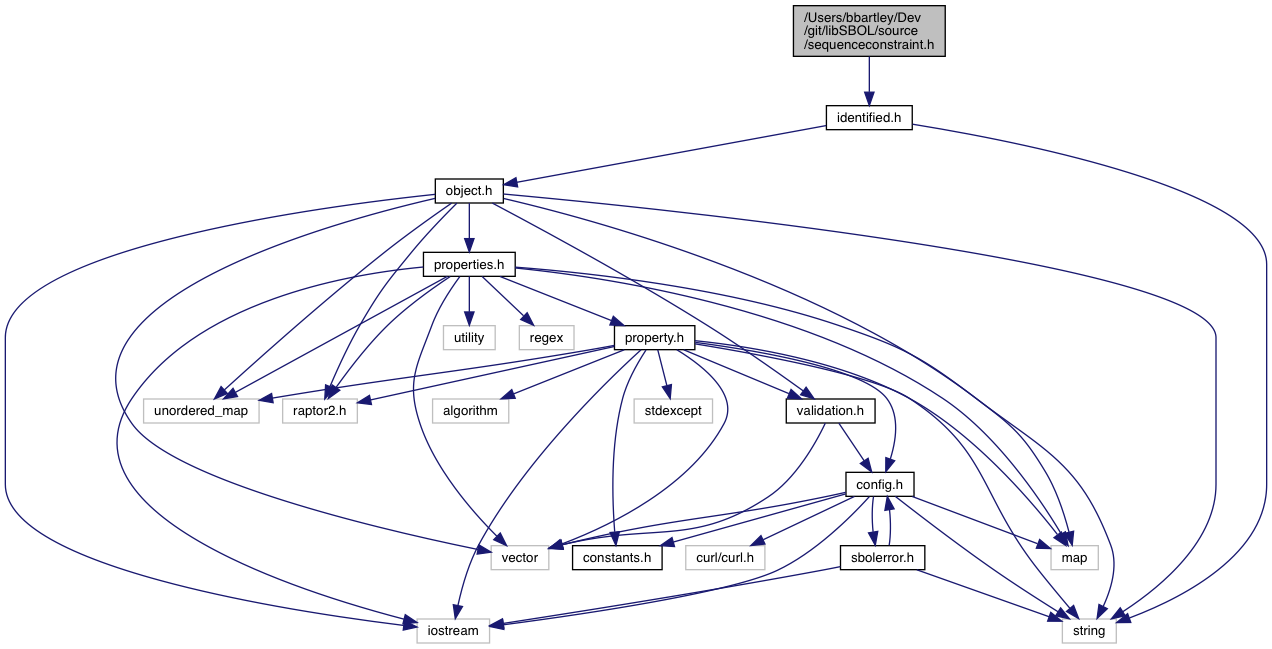 /Users/bbartley/Dev
/git/libSBOL/source
/sequenceconstraint.h
identified.h
object.h
properties.h
utility
regex
property.h
unordered_map
raptor2.h
algorithm
stdexcept
validation.h
config.h
vector
constants.h
curl/curl.h
sbolerror.h
map
iostream
string